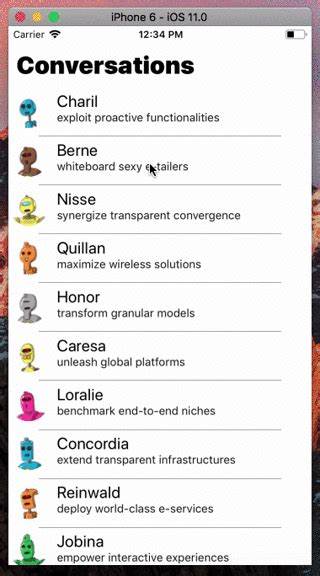 iPhone 6 - iOS 11.0
Carrier 12:34 PM
Conversations
Charil
exploit proactive functionalities
Berne
whiteboard sexy e-tailers
Nisse
synergize transparent convergence
Quillan
maximize wireless solutions
Honor
transform granular models
Caresa
unleash global platforms
Loralie
benchmark end-to-end niches
Concordia
extend transparent infrastructures
Reinwald
deploy world-class e-services
Jobina
empower interactive experiences